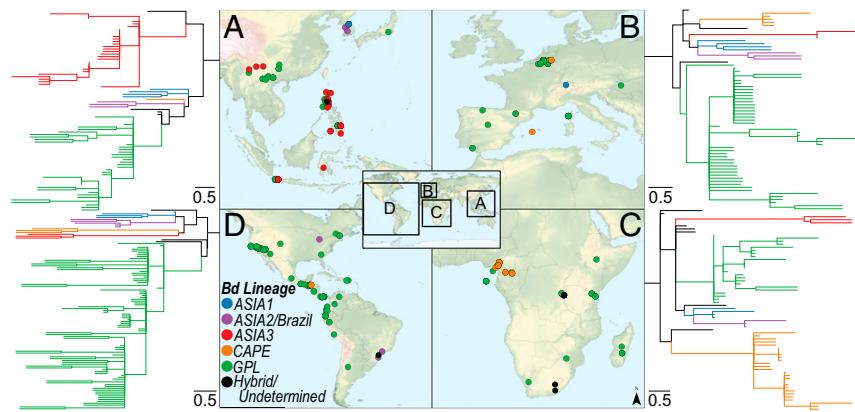 A
B
0.5
0.5
B
D
C
A
D
C
Bd Lineage
ASIA1
ASIA2/Brazil
ASIA3
CAPE
GPL
Hybrid/
Undetermined
N
0.5
0.5